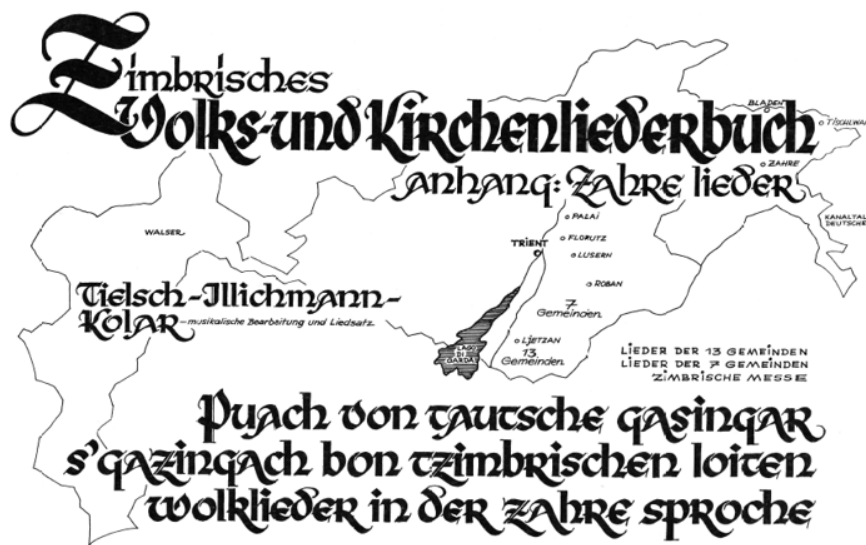 Zimbrisches
Volks-und Kirchenliederbuch
anhang: Zahre lieder
BLADEN
TISCHLWANG
ZAHRE
KANALTAL
DEUTSCHE
WALSER
PALAI
TRIENT
FLORUTZ
LUSERN
ROBAN
7
Gemeinden
Tielsch-Illichmann-
Kolar -musikalische Bearbeitung und Liedsatz
LJETZAN
13
Gemeinden
LAGO
DI
GARDA
LIEDER DER 13 GEMEINDEN
LIEDER DER 7 GEMEINDEN
ZIMBRISCHE MESSE
Puach von tautsche gasingar
s'gazingach bon tzimbrischen loiten
wolklieder in der zahre sproche